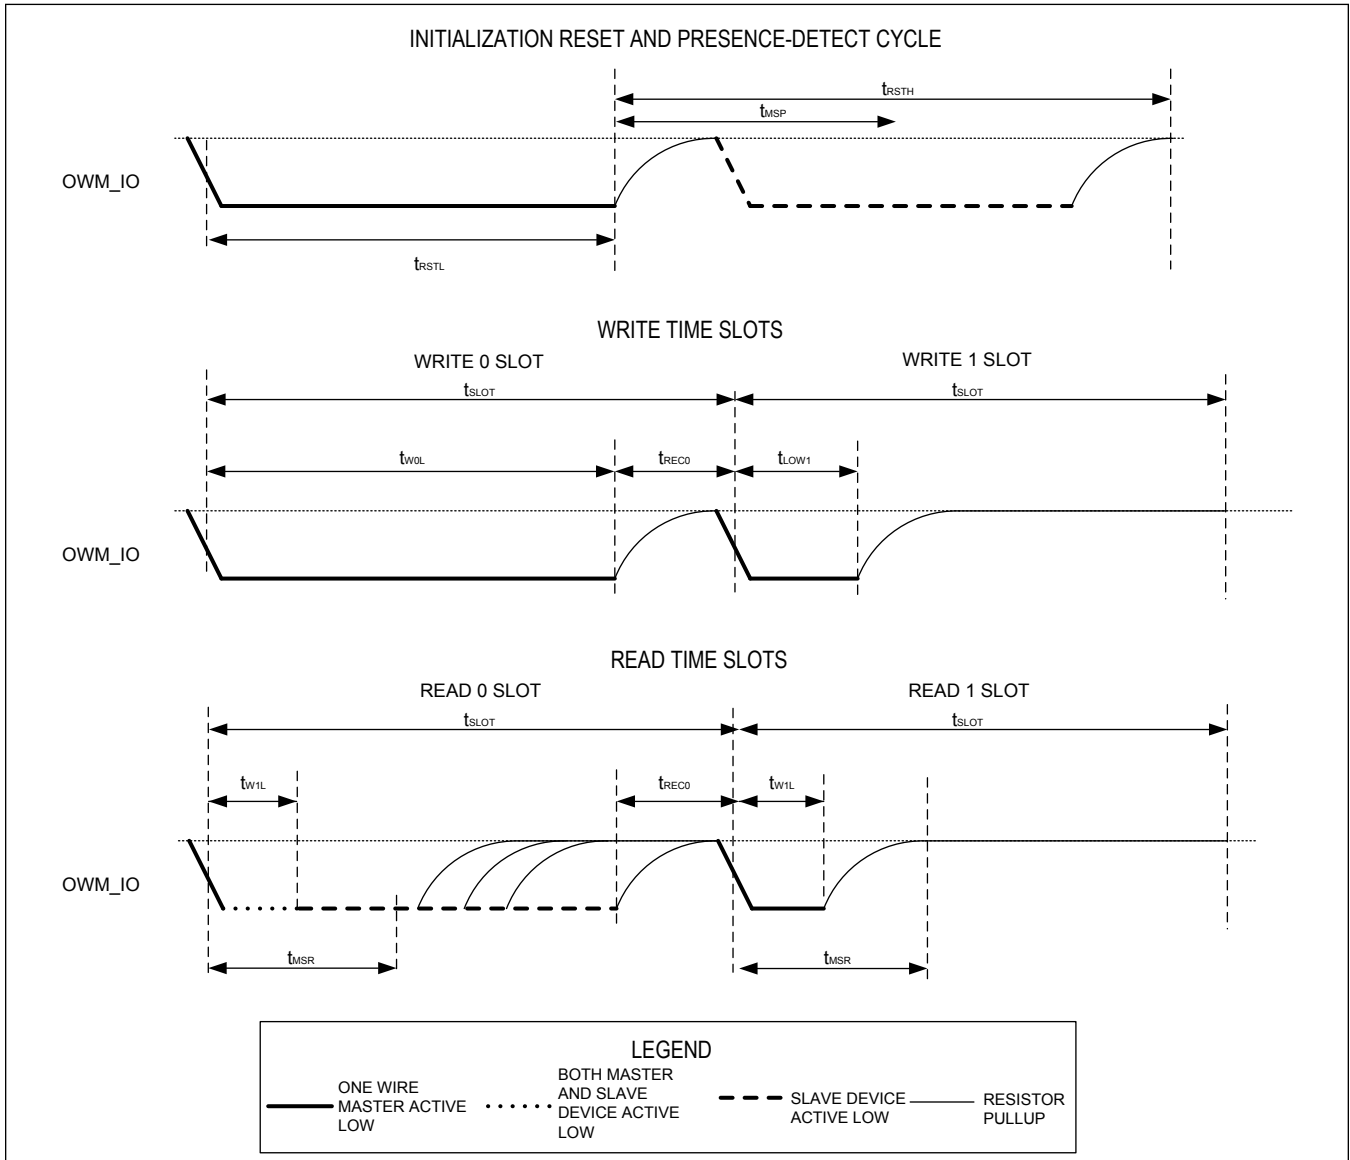 INITIALIZATION RESET AND PRESENCE-DETECT CYCLE
tRSTH
tMSP
OWM_IO
tRSTL
WRITE TIME SLOTS
WRITE 0 SLOT
WRITE 1 SLOT
tSLOT
tSLOT
tW0L
tREC0
tLOW1
OWM_IO
READ TIME SLOTS
READ 0 SLOT
READ 1 SLOT
tSLOT
tSLOT
tW1L
tREC0
tW1L
OWM_IO
tMSR
tMSR
LEGEND
ONE WIRE
MASTER ACTIVE
LOW
BOTH MASTER
AND SLAVE
DEVICE ACTIVE
LOW
SLAVE DEVICE
ACTIVE LOW
RESISTOR
PULLUP